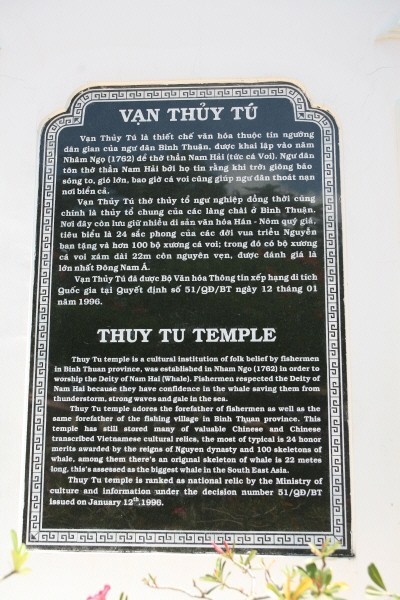 VẠN THỦY TÚ
Vạn Thủy Tú là thiết chế văn hóa thuộc tín ngưỡng
dân gian của ngư dân Bình Thuận, được khai lập vào năm
Nhâm Ngọ (1762) để thờ thần Nam Hải (tức cá Voi). Ngư dân
tôn thờ thần Nam Hải bởi họ tin rằng khi trời giông bão
sóng to, gió lớn, bao giờ cá voi cũng giúp ngư dân thoát nạn
nơi biển cả.
Vạn Thủy Tú thờ thủy tổ ngư nghiệp đồng thời cũng
chính là thủy tổ chung của các làng chài ở Bình Thuận.
Nơi đây còn lưu giữ nhiều di sản văn hóa Hán - Nôm quý giá,
tiêu biểu là 24 sắc phong của các đời vua triều Nguyễn
ban tặng và hơn 100 bộ xương cá voi; trong đó có bộ xương
cá voi xám dài 22m còn nguyên vẹn, được đánh giá là
lớn nhất Đông Nam Á.
Vạn Thủy Tú đã được Bộ Văn hóa Thông tin xếp hạng di tích
Quốc gia tại Quyết định số 51/QĐ/BT ngày 12 tháng 01
năm 1996.
THUY TU TEMPLE
Thuy Tu temple is a cultural institution of folk belief by fishermen
in Binh Thuan province, was established in Nham Ngo (1762) in order to
worship the Deity of Nam Hai (Whale). Fishermen respected the Deity of
Nam Hai because they have confidence in the whale saving them from
thunderstorm, strong waves and gale in the sea.
Thuy Tu temple adores the forefather of fishermen as well as the
same forefather of the fishing village in Binh Thuan province. This
temple has still stored many of valuable Chinese and Chinese
transcribed Vietnamese cultural relics, the most of typical is 24 honor
merits awarded by the reigns of Nguyen dynasty and 100 skeletons of
whale, among them there's an original skeleton of whale is 22 metes
long, this's assessed as the biggest whale in the South East Asia.
Thuy Tu temple is ranked as national relic by the Ministry of
culture and information under the decision number 51/QĐ/BT
issued on January 12th,1996.